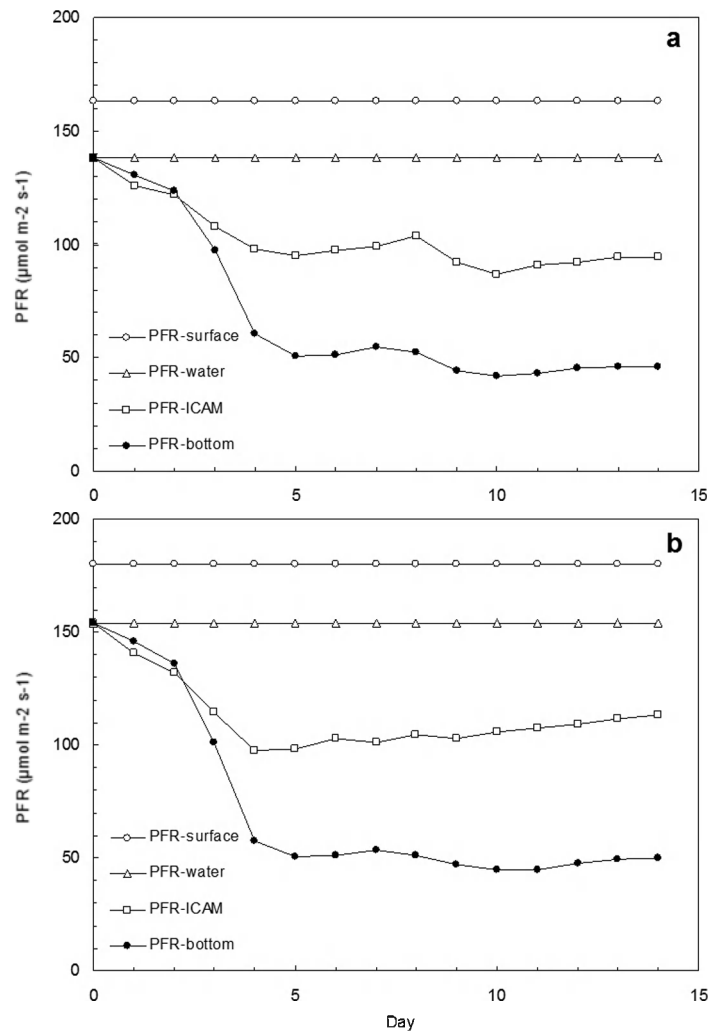 a
200
150
100
50
0
PFR (µmol m-2 s-1)
PFR-surface
PFR-water
PFR-ICAM
PFR-bottom
0 5 10 15
b
200
150
100
50
0
PFR (µmol m-2 s-1)
PFR-surface
PFR-water
PFR-ICAM
PFR-bottom
0 5 10 15
Day